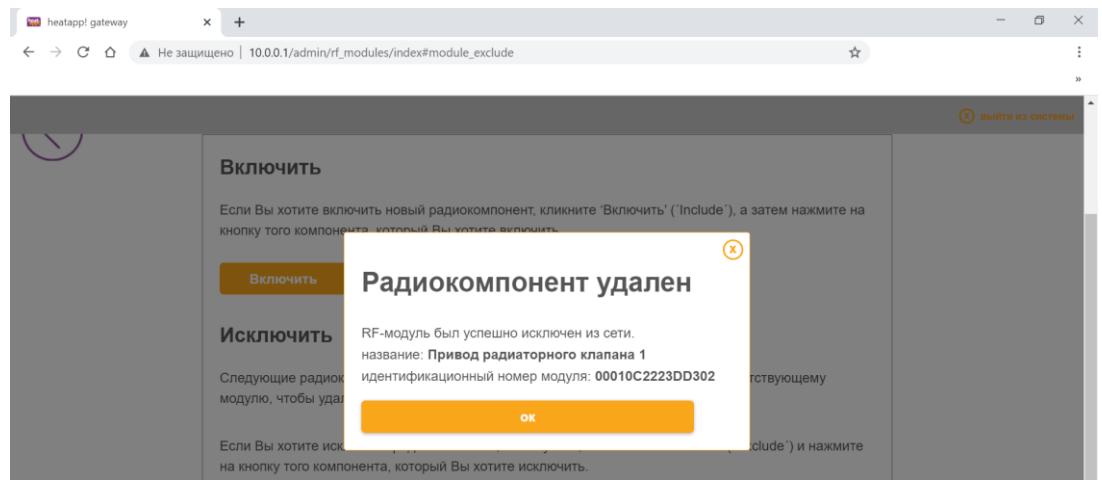 heatapp! gateway
Не защищено | 10.0.0.1/admin/rf_modules/index#module_exclude
выйти из системы
Включить
Если Вы хотите включить новый радиокомпонент, кликните 'Включить' (´Include´), а затем нажмите на
кнопку того компонента, который Вы хотите включить
Включить
Радиокомпонент удален
RF-модуль был успешно исключен из сети.
название: Привод радиаторного клапана 1
идентификационный номер модуля: 00010C2223DD302
ок
Исключить
Следующие
модулю, чтобы
Если Вы хотите
и нажмите
на кнопку того компонента, который Вы хотите исключить.